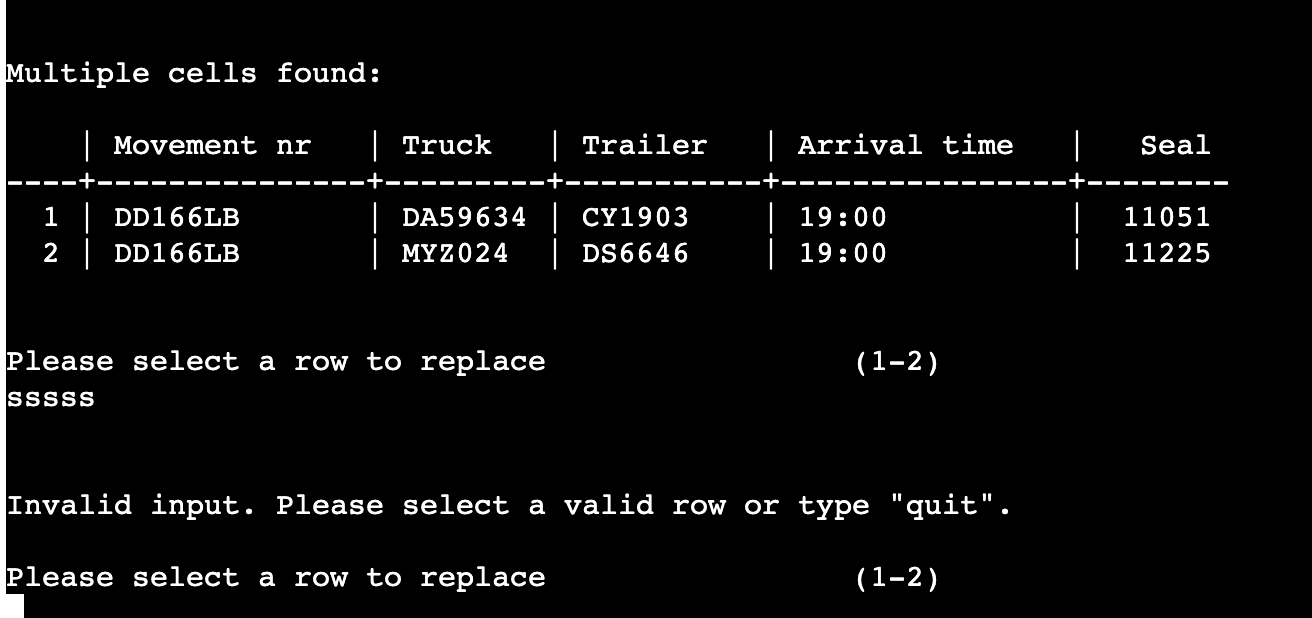 Multiple cells found:
    | Movement nr   | Truck   | Trailer   | Arrival time   |   Seal
----+---------------+---------+-----------+----------------+--------
  1 | DD166LB       | DA59634 | CY1903    | 19:00          |  11051
  2 | DD166LB       | MYZ024  | DS6646    | 19:00          |  11225
Please select a row to replace                 (1-2)
sssss
Invalid input. Please select a valid row or type "quit".
Please select a row to replace                 (1-2)